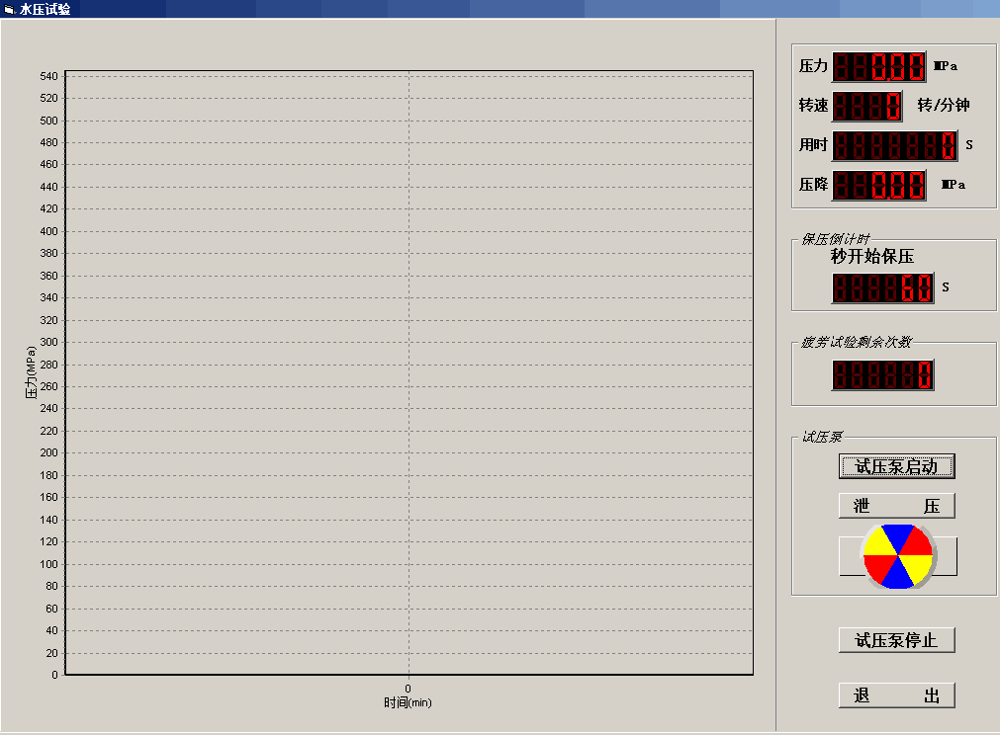 水压试验
540
520
500
480
460
440
420
400
380
360
340
320
300
280
260
240
220
200
180
160
140
120
100
80
60
40
20
0
压力(MPa)
0
时间(min)
压力 0.00 MPa
转速 0 转/分钟
用时 0 S
压降 0.00 MPa
保压倒计时
秒开始保压
60 S
疲劳试验剩余次数
0
试压泵
试压泵启动
泄 压
试压泵停止
退 出